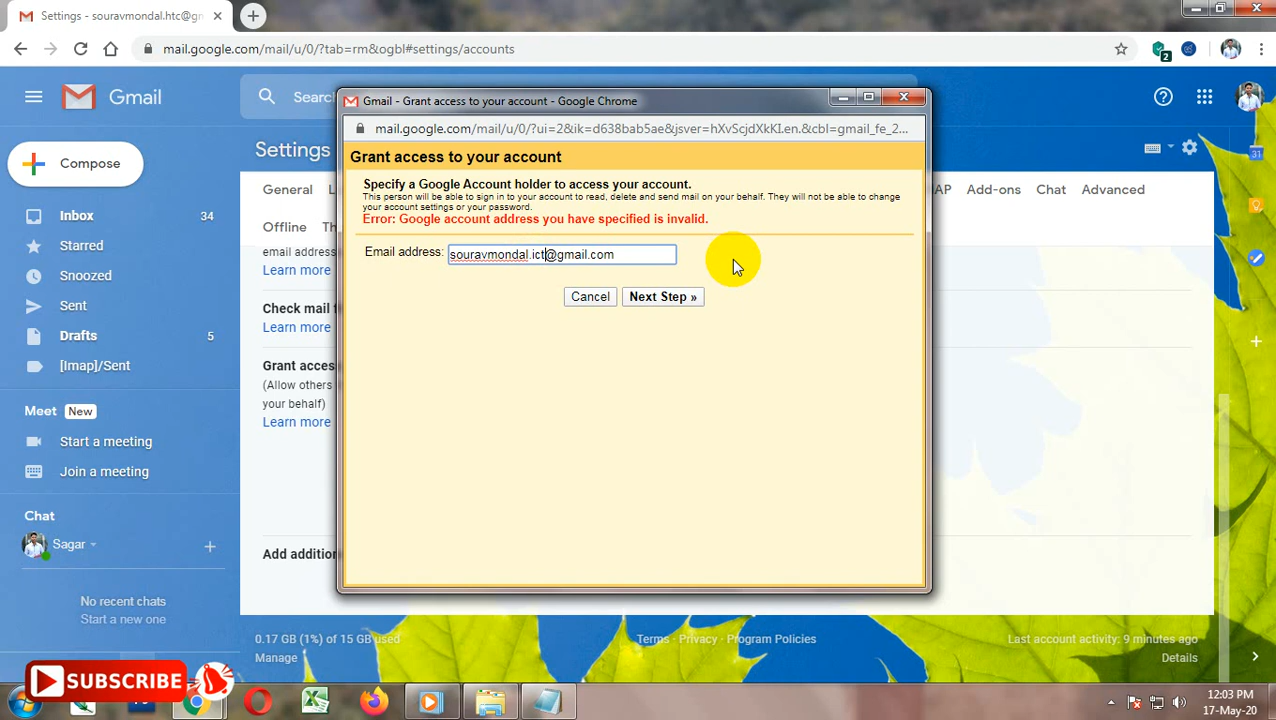 Settings - souravmondal.htc@gr
mail.google.com/mail/u/0/?tab=rm&ogbl#settings/accounts
2
Gmail
Search
Compose
Inbox 34
Starred
Snoozed
Sent
Drafts 5
[Imap]/Sent
Meet New
Start a meeting
Join a meeting
Chat
Sagar
No recent chats
Start a new one
Settings
General
Add-ons Chat Advanced
Offline
email address
Learn more
Check mail
Learn more
Grant acces
(Allow others
your behalf)
Learn more
Add addition
Gmail - Grant access to your account - Google Chrome
mail.google.com/mail/u/0/?ui=2&ik=d638bab5ae&jsver=hXvScjdXkKI.en.&cbl=gmail_fe_2...
Grant access to your account
Specify a Google Account holder to access your account.
This person will be able to sign in to your account to read, delete and send mail on your behalf. They will not be able to change
your account settings or your password.
Error: Google account address you have specified is invalid.
Email address: souravmondal.ict@gmail.com
Cancel Next Step »
0.17 GB (1%) of 15 GB used
Manage
Terms - Privacy - Program Policies
Last account activity: 9 minutes ago
Details
31
SUBSCRIBE
12:03 PM
17-May-20